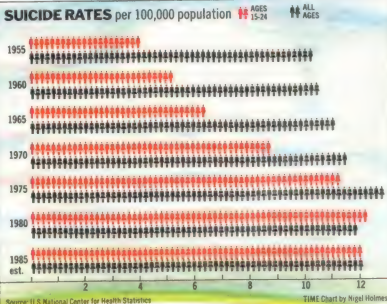 SUICIDE RATES per 100,000 population AGES 15-24 ALL AGES
1955
1960
1965
1970
1975
1980
1985 est.
2 4 6 8 10 12
Source: U.S. National Center for Health Statistics
TIME Chart by Nigel Holmes